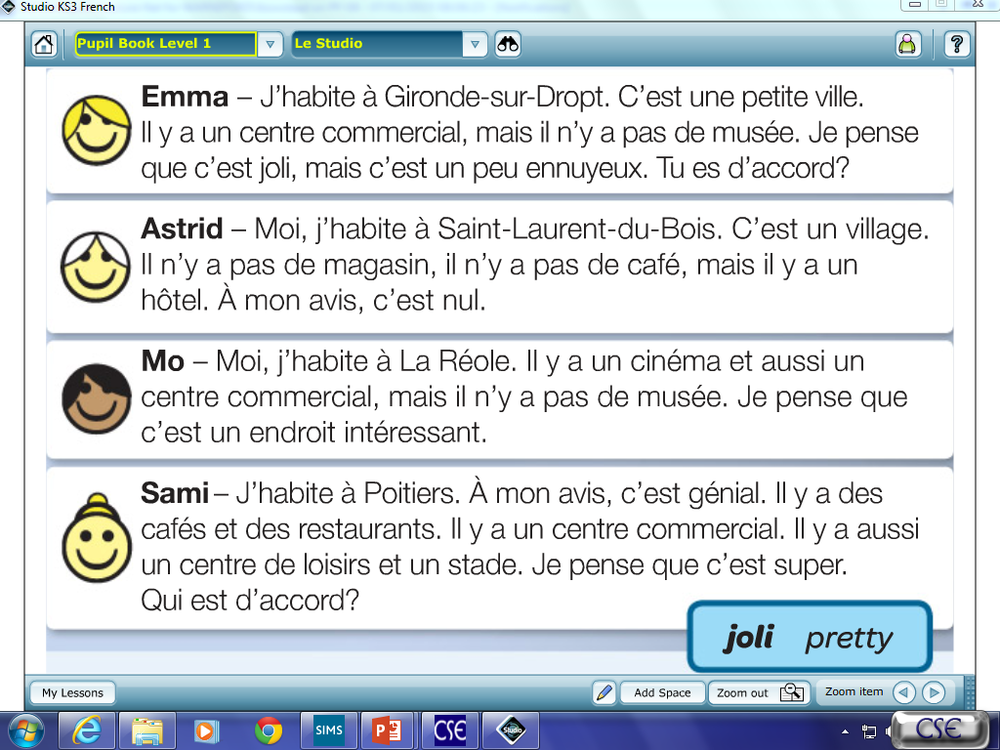 Studio KS3 French
Pupil Book Level 1
Le Studio
?
Emma – J’habite à Gironde-sur-Dropt. C’est une petite ville.
Il y a un centre commercial, mais il n’y a pas de musée. Je pense
que c’est joli, mais c’est un peu ennuyeux. Tu es d’accord?
Astrid – Moi, j’habite à Saint-Laurent-du-Bois. C’est un village.
Il n’y a pas de magasin, il n’y a pas de café, mais il y a un
hôtel. À mon avis, c’est nul.
Mo – Moi, j’habite à La Réole. Il y a un cinéma et aussi un
centre commercial, mais il n’y a pas de musée. Je pense que
c’est un endroit intéressant.
Sami – J’habite à Poitiers. À mon avis, c’est génial. Il y a des
cafés et des restaurants. Il y a un centre commercial. Il y a aussi
un centre de loisirs et un stade. Je pense que c’est super.
Qui est d’accord?
joli pretty
My Lessons
Add Space
Zoom out
Zoom item
SIMS
CSE
Studio
CSE